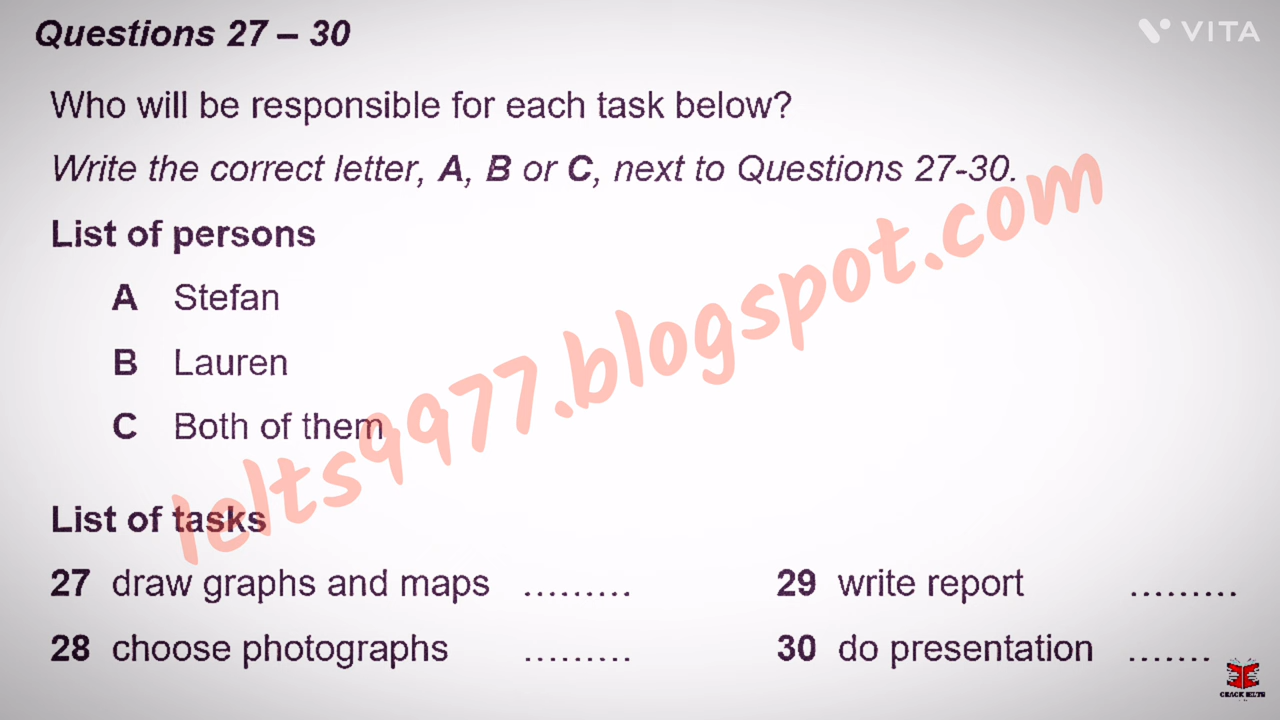 Questions 27 – 30
VITA
Who will be responsible for each task below?
Write the correct letter, A, B or C, next to Questions 27-30.
List of persons
A Stefan
B Lauren
C Both of them
Ielts9977.blogspot.com
List of tasks
27 draw graphs and maps .........
29 write report .........
28 choose photographs .........
30 do presentation .......
CRACK IELTS